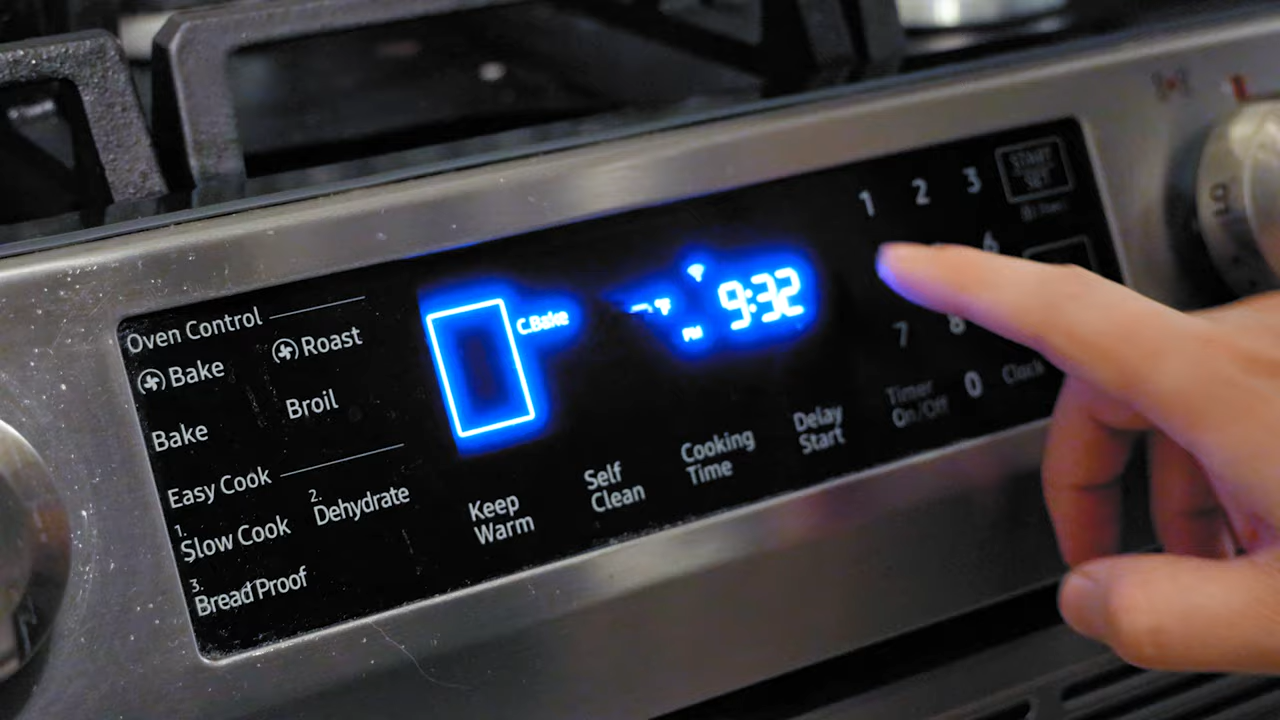 Oven Control
Bake
Roast
Bake
Broil
Easy Cook
1.
Slow Cook
2.
Dehydrate
3.
Bread Proof
C.Bake
°F
PM
9:32
Keep
Warm
Self
Clean
Cooking
Time
Delay
Start
1 2 3
6
7 8
0
Timer
On/Off
Clock
START
SET